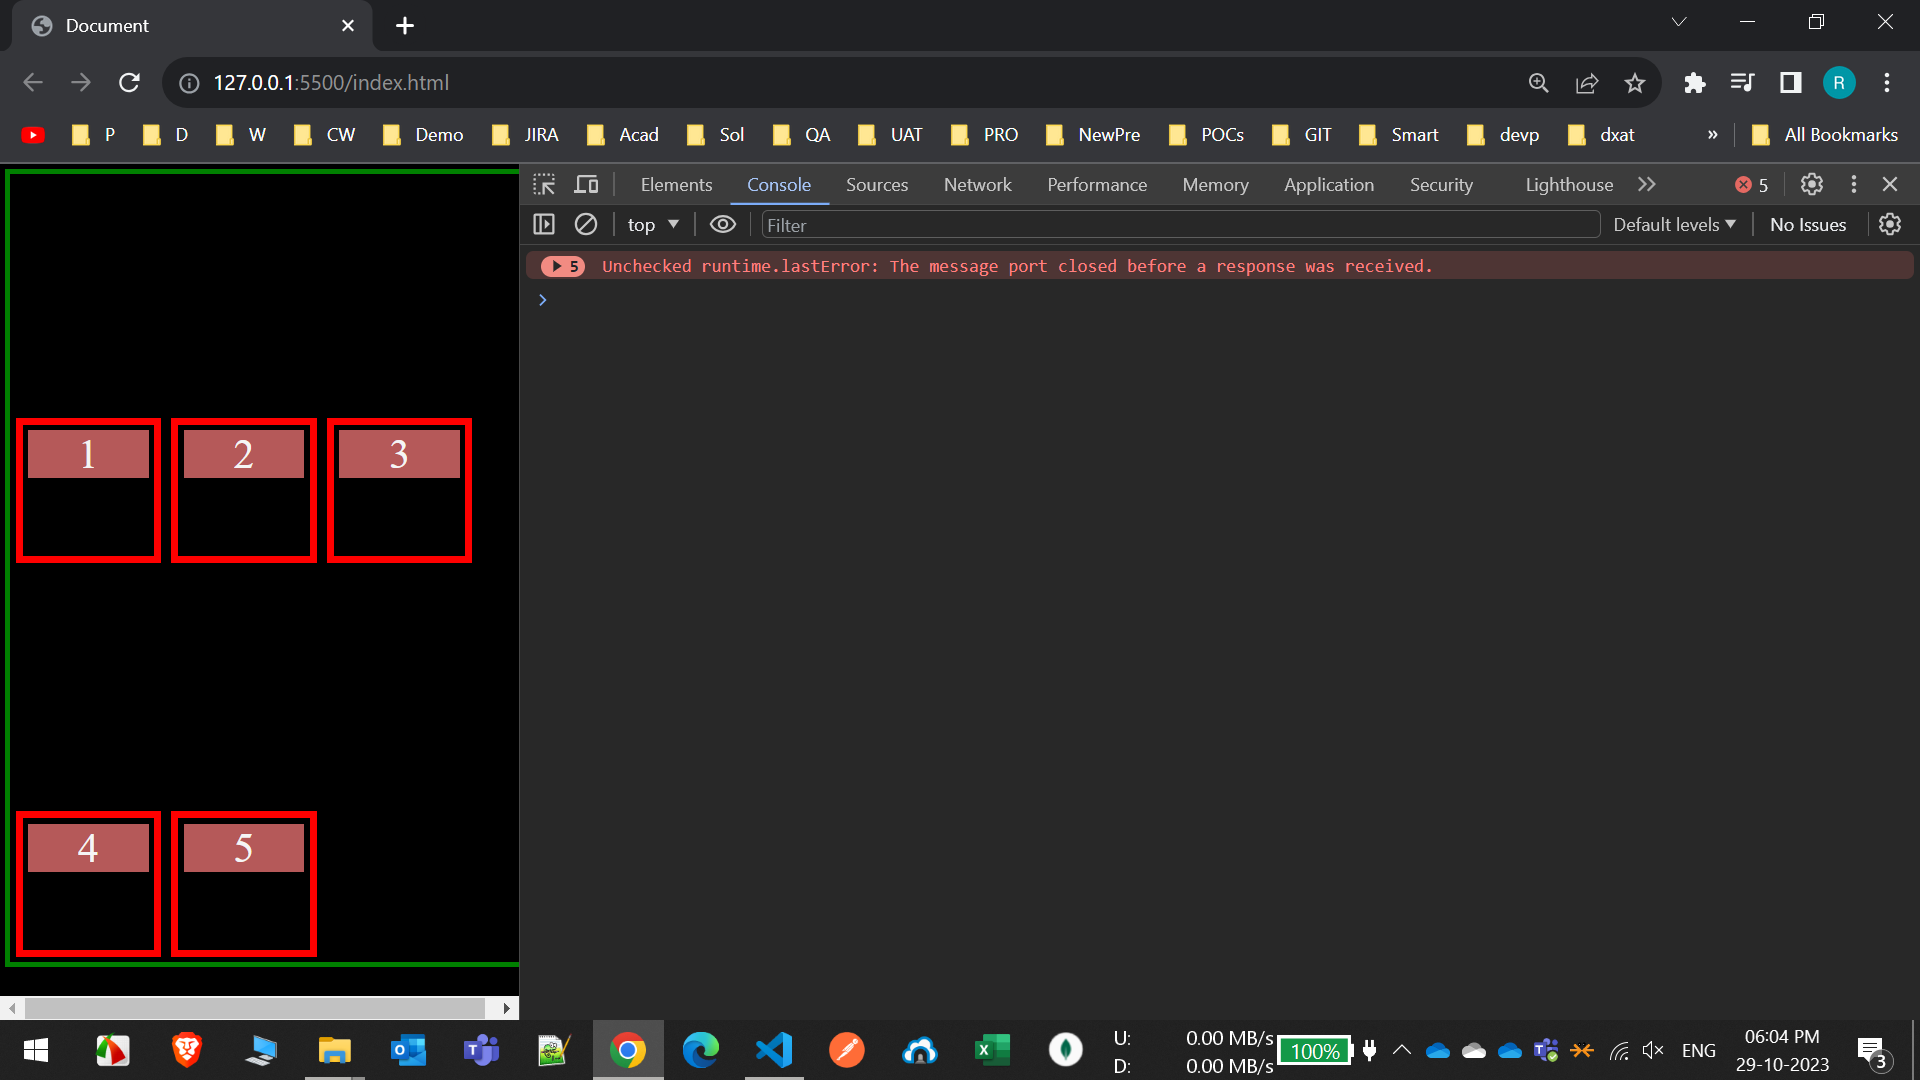 Document
127.0.0.1:5500/index.html
R
P D W CW Demo JIRA Acad Sol QA UAT PRO NewPre POCs GIT Smart devp dxat » All Bookmarks
Elements Console Sources Network Performance Memory Application Security Lighthouse 5
top Filter Default levels No Issues
5 Unchecked runtime.lastError: The message port closed before a response was received.
1 2 3
4 5
U: 0.00 MB/s
D: 0.00 MB/s
100%
ENG
06:04 PM
29-10-2023
3